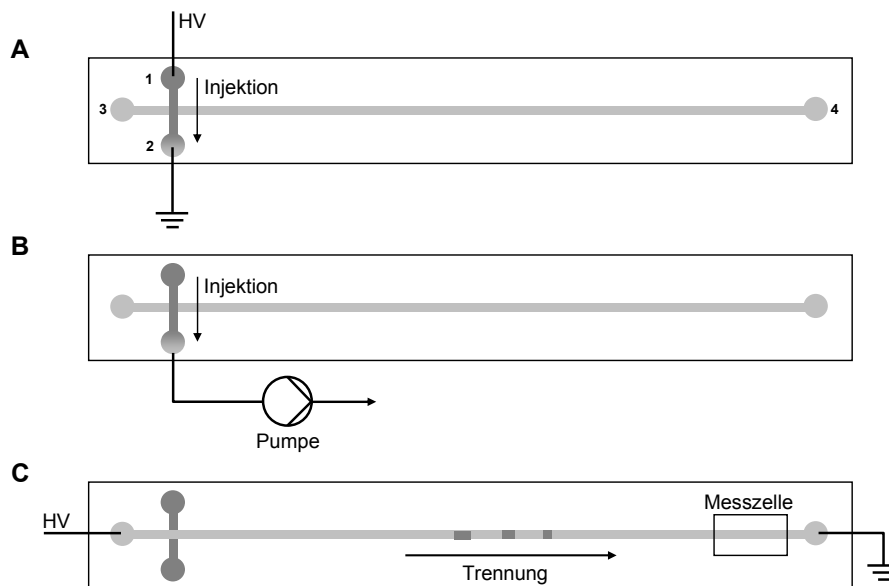 HV
A
1
Injektion
3
4
2
B
Injektion
Pumpe
C
Messzelle
HV
Trennung